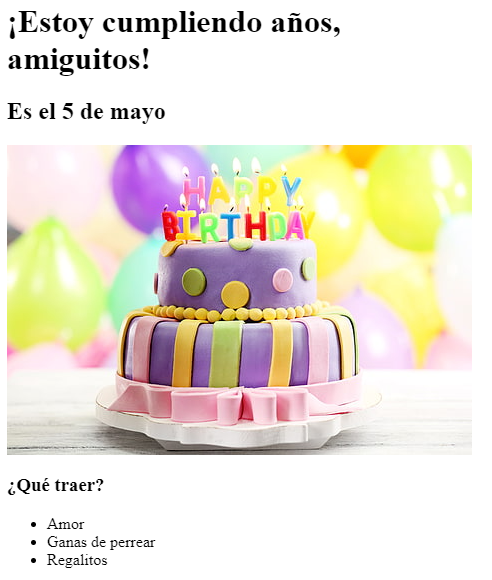 ¡Estoy cumpliendo años,
amiguitos!
Es el 5 de mayo
HAPPY
BIRTHDAY
¿Qué traer?
Amor
Ganas de perrear
Regalitos